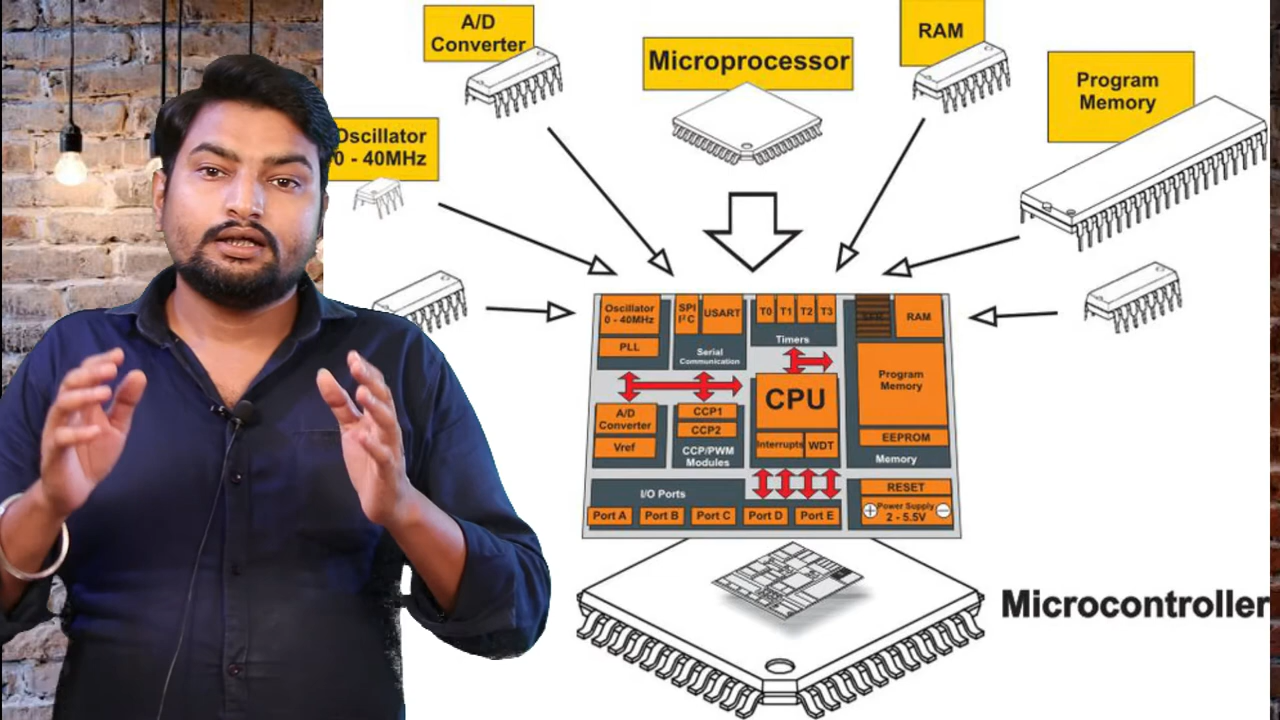 A/D
Converter
Microprocessor
RAM
Program
Memory
Oscillator
0 - 40MHz
Oscillator
0 - 40MHz
PLL
SPI
I²C
USART
Serial
Communication
T0 T1 T2 T3
Timers
RAM
Program
Memory
EEPROM
Memory
A/D
Converter
Vref
CCP1
CCP2
CCP/PWM
Modules
CPU
Interrupts
WDT
I/O Ports
Port A Port B Port C Port D Port E
RESET
Power Supply
+ −
2 - 5.5V
Microcontroller